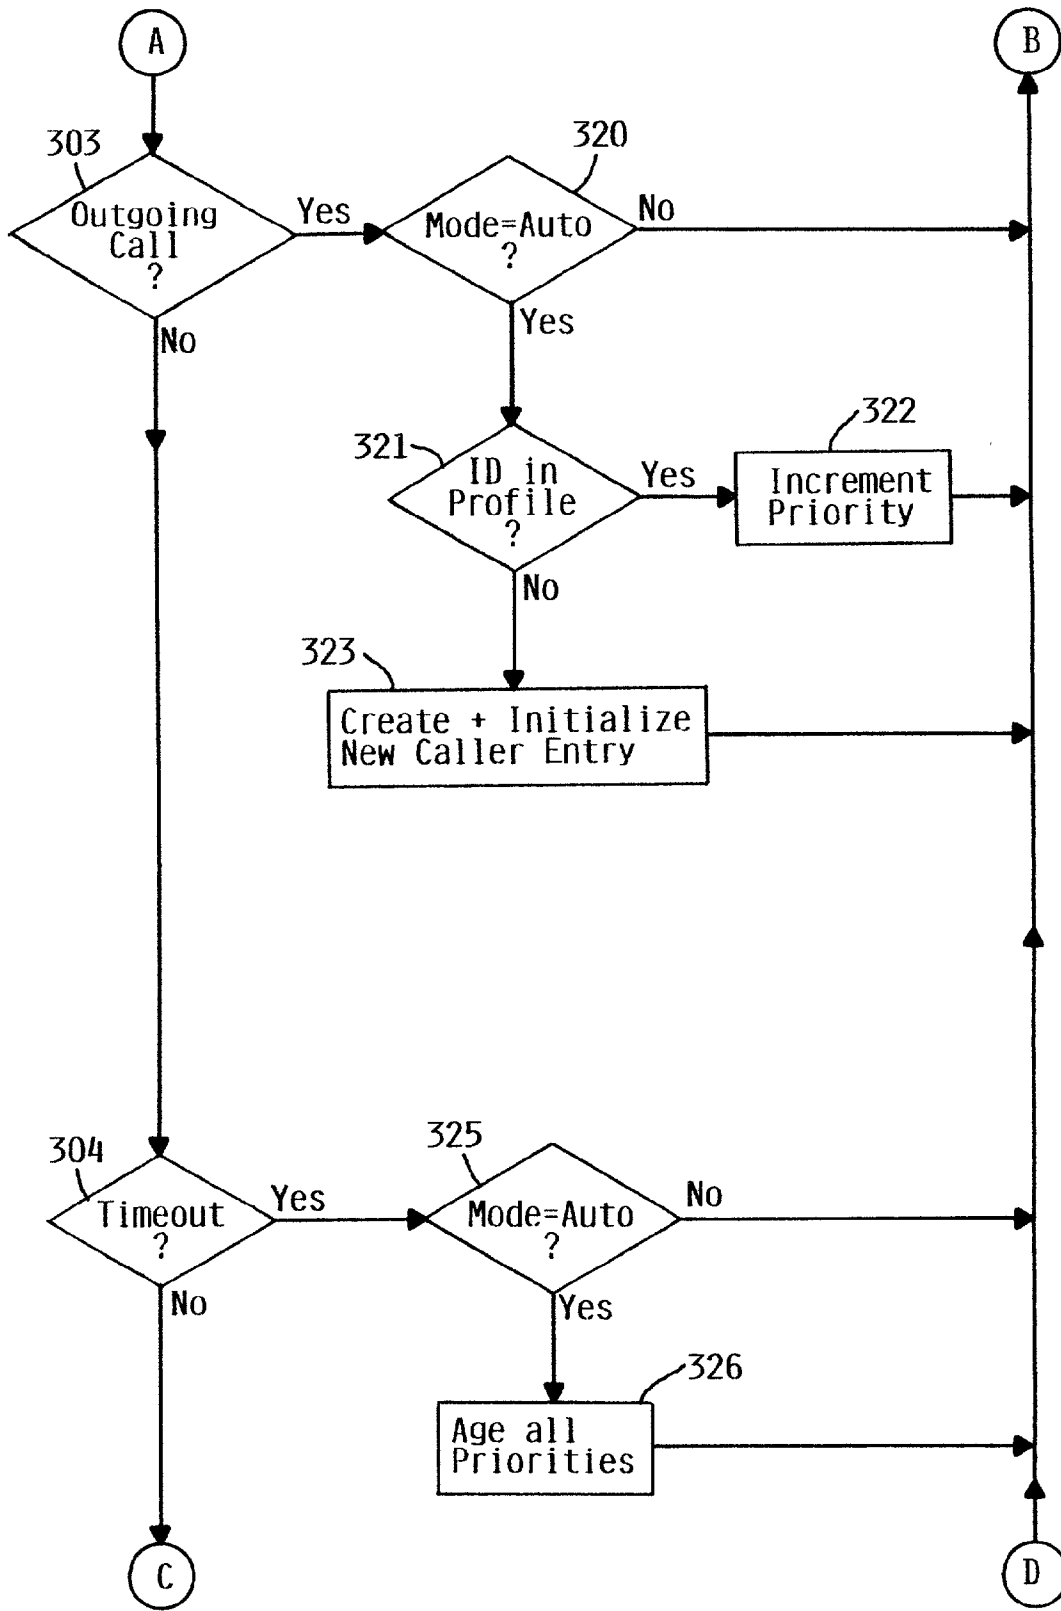 A
B
303
320
Outgoing
Call
?
Yes
Mode=Auto
?
No
No
Yes
321
322
ID in
Profile
?
Yes
Increment
Priority
No
323
Create + Initialize
New Caller Entry
304
325
Timeout
?
Yes
Mode=Auto
?
No
No
Yes
326
Age all
Priorities
C
D